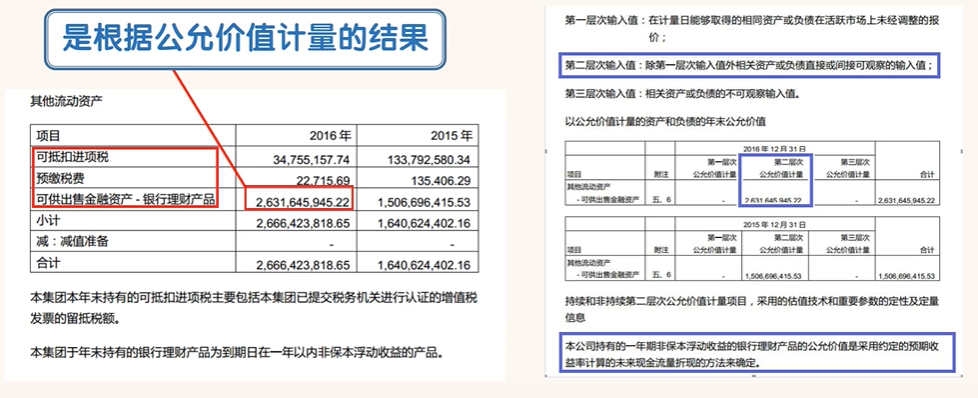 是根据公允价值计量的结果
其他流动资产
项目 2016年 2015年
可抵扣进项税 34,755,157.74 133,792,580.34
预缴税费 22,715.69 135,406.29
可供出售金融资产 - 银行理财产品 2,631,645,945.22 1,506,696,415.53
小计 2,666,423,818.65 1,640,624,402.16
减：减值准备 - -
合计 2,666,423,818.65 1,640,624,402.16
本集团本年末持有的可抵扣进项税主要包括本集团已提交税务机关进行认证的增值税
发票的留抵税额。
本集团于年末持有的银行理财产品为到期日在一年以内非保本浮动收益的产品。
第一层次输入值：在计量日能够取得的相同资产或负债在活跃市场上未经调整的报
价；
第二层次输入值：除第一层次输入值外相关资产或负债直接或间接可观察的输入值；
第三层次输入值：相关资产或负债的不可观察输入值。
以公允价值计量的资产和负债的年末公允价值
2016年12月31日
第一层次 第二层次 第三层次
项目 附注 公允价值计量 公允价值计量 公允价值计量 合计
其他流动资产
- 可供出售金融资产 五、6 - 2,631,645,945.22 - 2,631,645,945.22
2015年12月31日
第一层次 第二层次 第三层次
项目 附注 公允价值计量 公允价值计量 公允价值计量 合计
其他流动资产
- 可供出售金融资产 五、6 - 1,506,696,415.53 - 1,506,696,415.53
持续和非持续第二层次公允价值计量项目，采用的估值技术和重要参数的定性及定量
信息
本公司持有的一年期非保本浮动收益的银行理财产品的公允价值是采用约定的预期收
益率计算的未来现金流量折现的方法来确定。